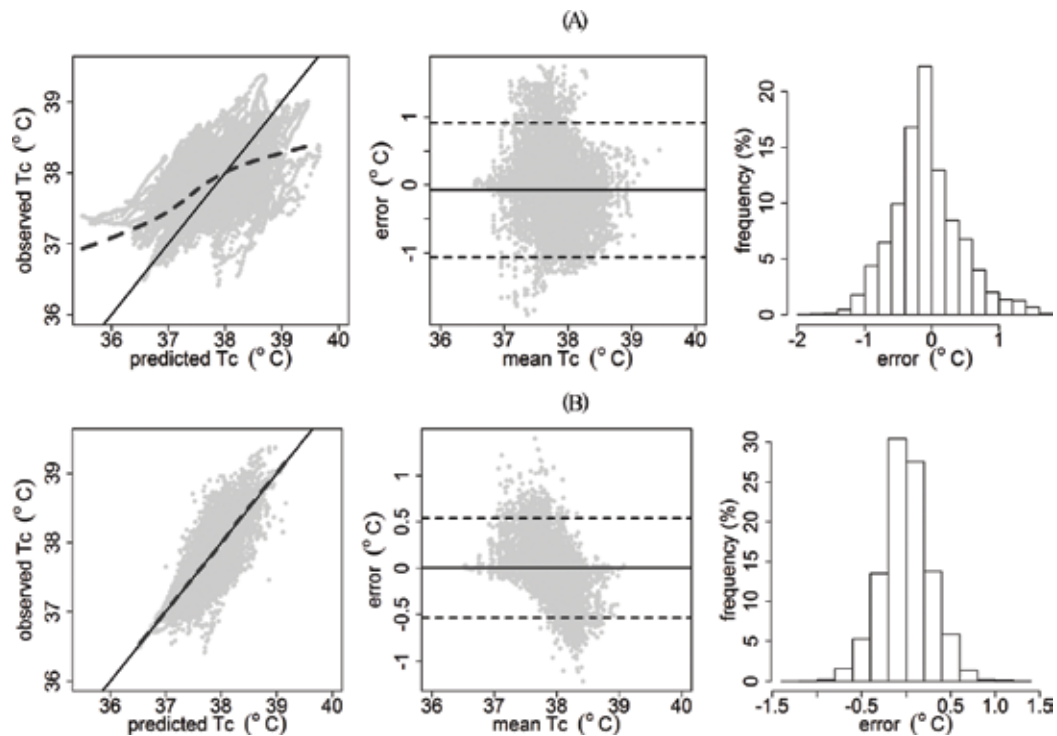 (A)
observed Tc (°C)
39
38
37
36
36 37 38 39 40
predicted Tc (°C)
error (°C)
1
0
-1
36 37 38 39 40
mean Tc (°C)
frequency (%)
20
15
10
5
0
-2 -1 0 1
error (°C)
(B)
observed Tc (°C)
39
38
37
36
36 37 38 39 40
predicted Tc (°C)
error (°C)
1
0.5
0
-0.5
-1
36 37 38 39 40
mean Tc (°C)
frequency (%)
30
25
20
15
10
5
0
-1.5 -0.5 0.5 1.5
error (°C)